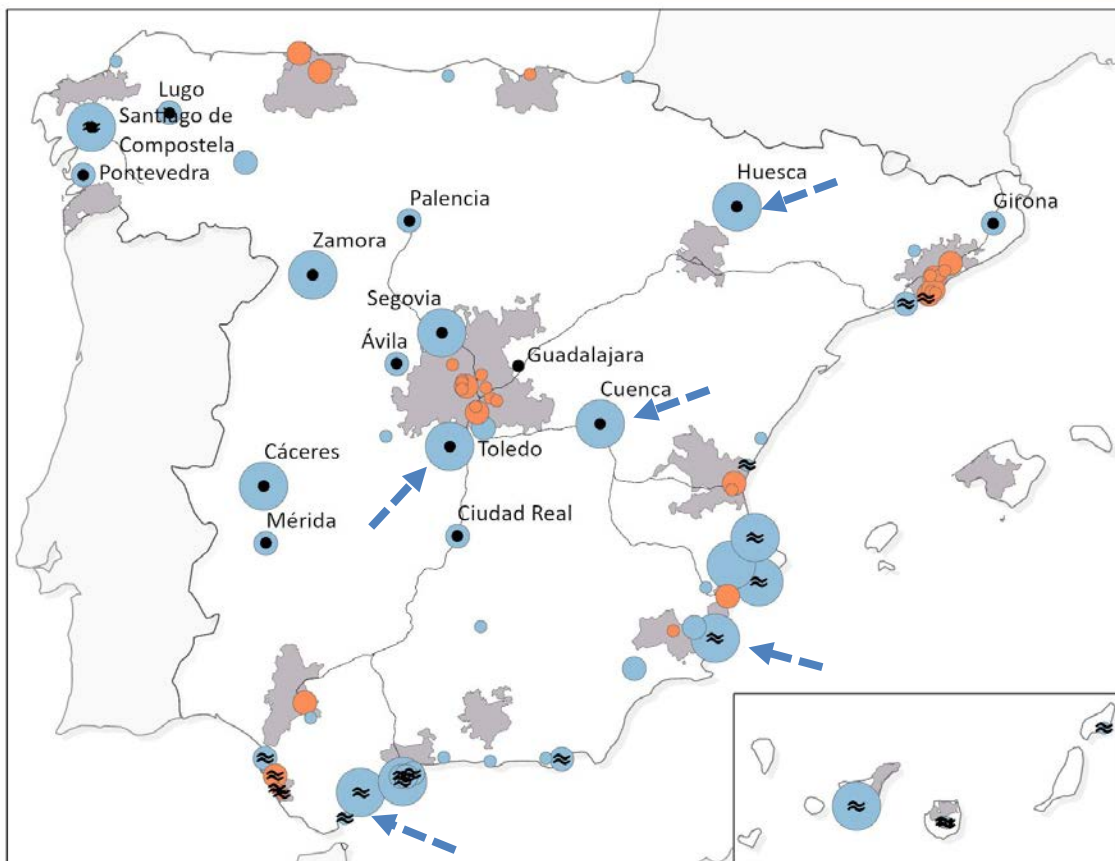 Lugo
Santiago de
Compostela
Pontevedra
Huesca
Palencia
Girona
Zamora
Segovia
Ávila
Guadalajara
Cuenca
Toledo
Cáceres
Ciudad Real
Mérida